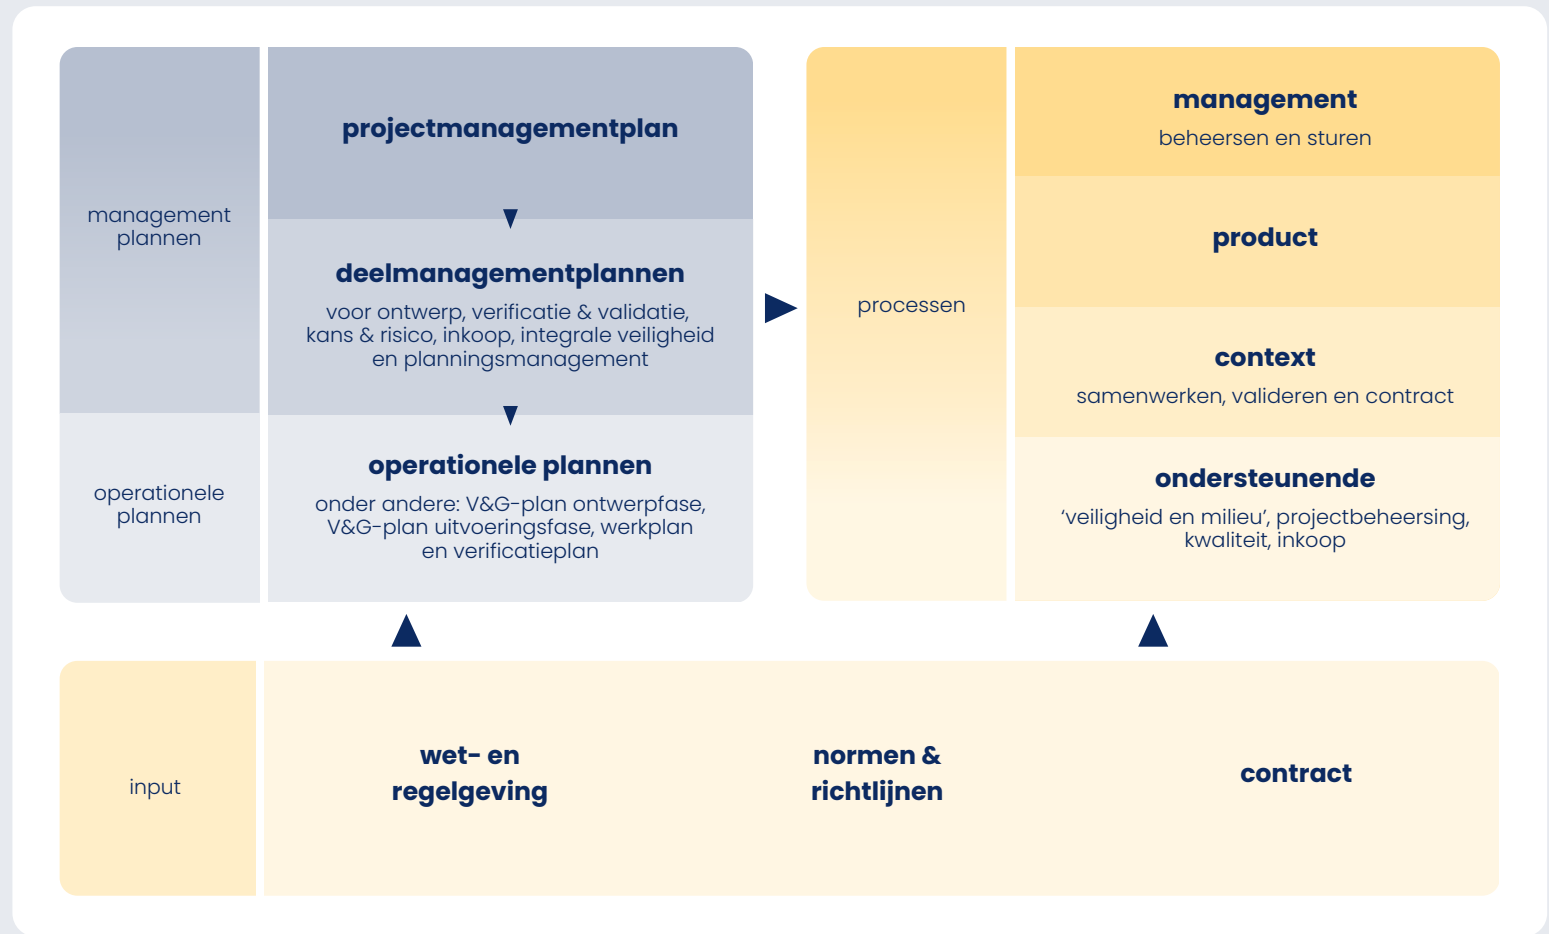 management
plannen
projectmanagementplan
deelmanagementplannen
voor ontwerp, verificatie & validatie,
kans & risico, inkoop, integrale veiligheid
en planningsmanagement
operationele
plannen
operationele plannen
onder andere: V&G-plan ontwerpfase,
V&G-plan uitvoeringsfase, werkplan
en verificatieplan
processen
management
beheersen en sturen
product
context
samenwerken, valideren en contract
ondersteunende
‘veiligheid en milieu’, projectbeheersing,
kwaliteit, inkoop
input
wet- en
regelgeving
normen &
richtlijnen
contract